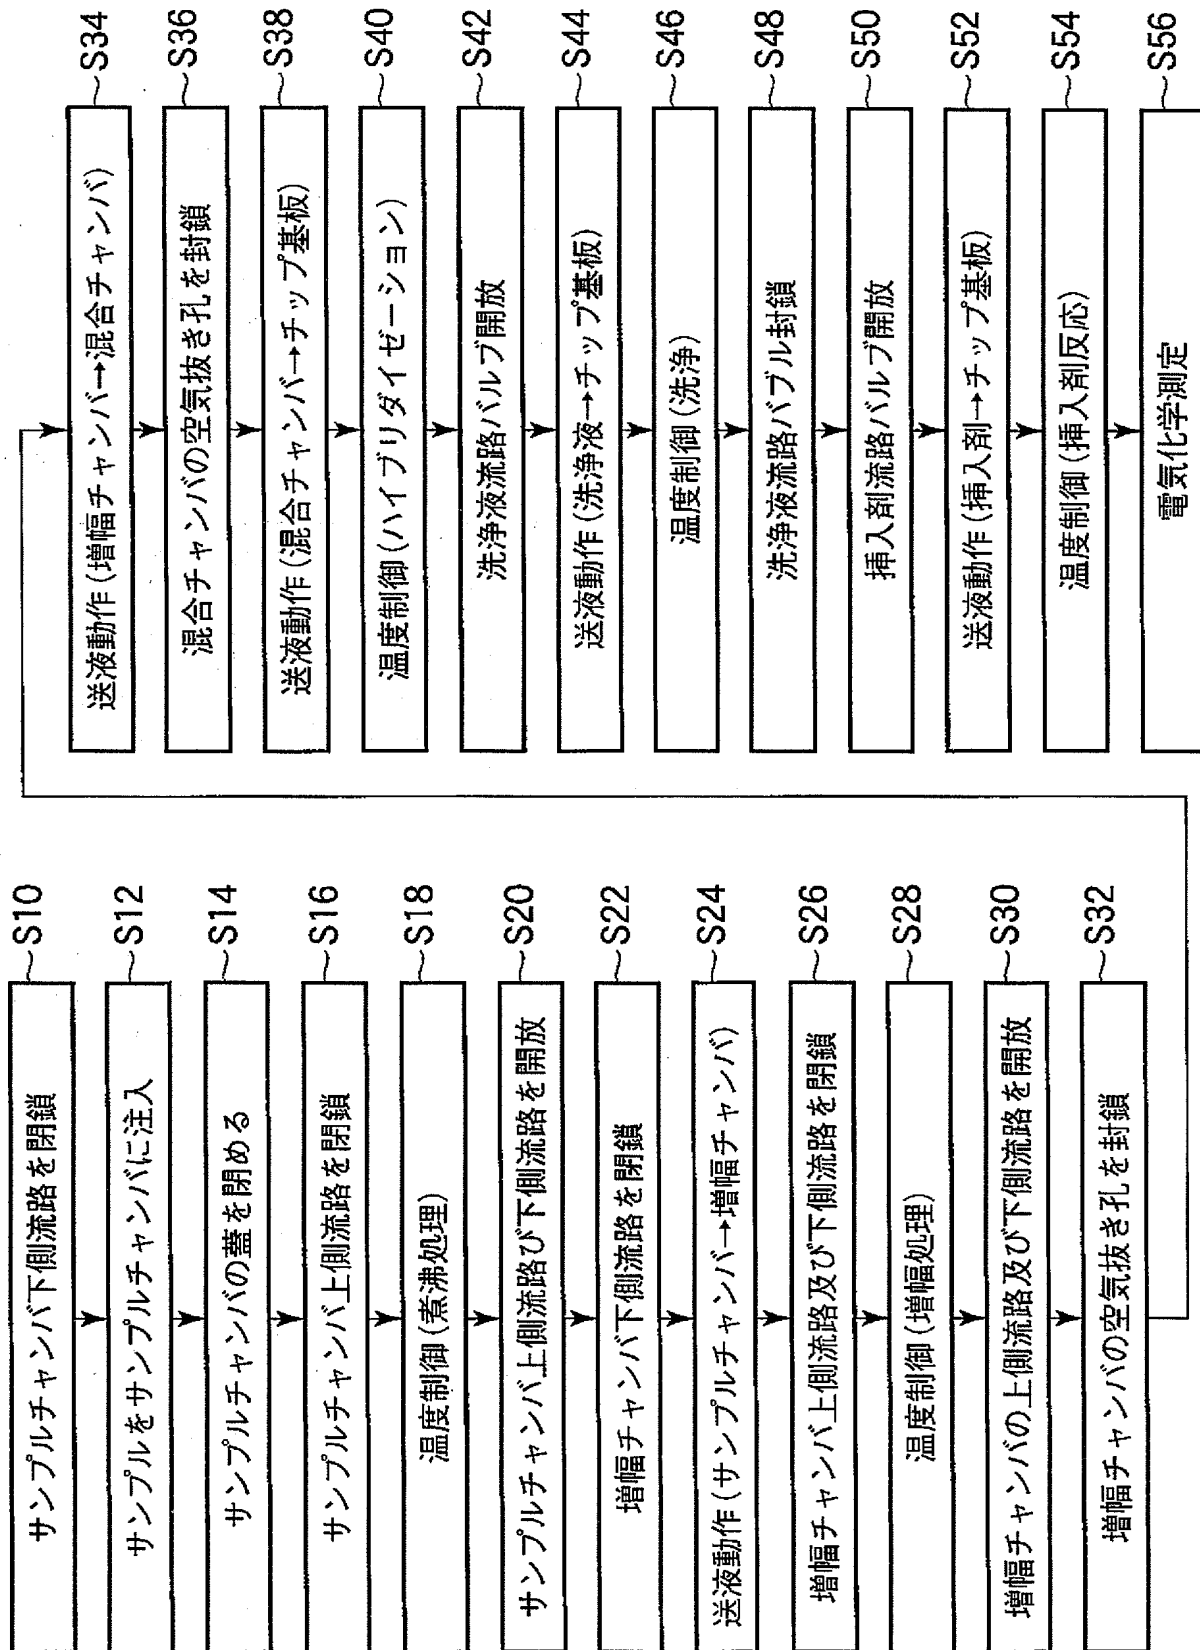 サンプルチャンバ下側流路を閉鎖 S10
サンプルをサンプルチャンバに注入 S12
サンプルチャンバの蓋を閉める S14
サンプルチャンバ上側流路を閉鎖 S16
温度制御(煮沸処理) S18
サンプルチャンバ上側流路び下側流路を開放 S20
増幅チャンバ下側流路を閉鎖 S22
送液動作(サンプルチャンバ→増幅チャンバ) S24
増幅チャンバ上側流路及び下側流路を閉鎖 S26
温度制御(増幅処理) S28
増幅チャンバの上側流路及び下側流路を開放 S30
増幅チャンバの空気抜き孔を封鎖 S32
送液動作(増幅チャンバ→混合チャンバ) S34
混合チャンバの空気抜き孔を封鎖 S36
送液動作(混合チャンバ→チップ基板) S38
温度制御(ハイブリダイゼーション) S40
洗浄液流路バルブ開放 S42
送液動作(洗浄液→チップ基板) S44
温度制御(洗浄) S46
洗浄液流路バブル封鎖 S48
挿入剤流路バルブ開放 S50
送液動作(挿入剤→チップ基板) S52
温度制御(挿入剤反応) S54
電気化学測定 S56